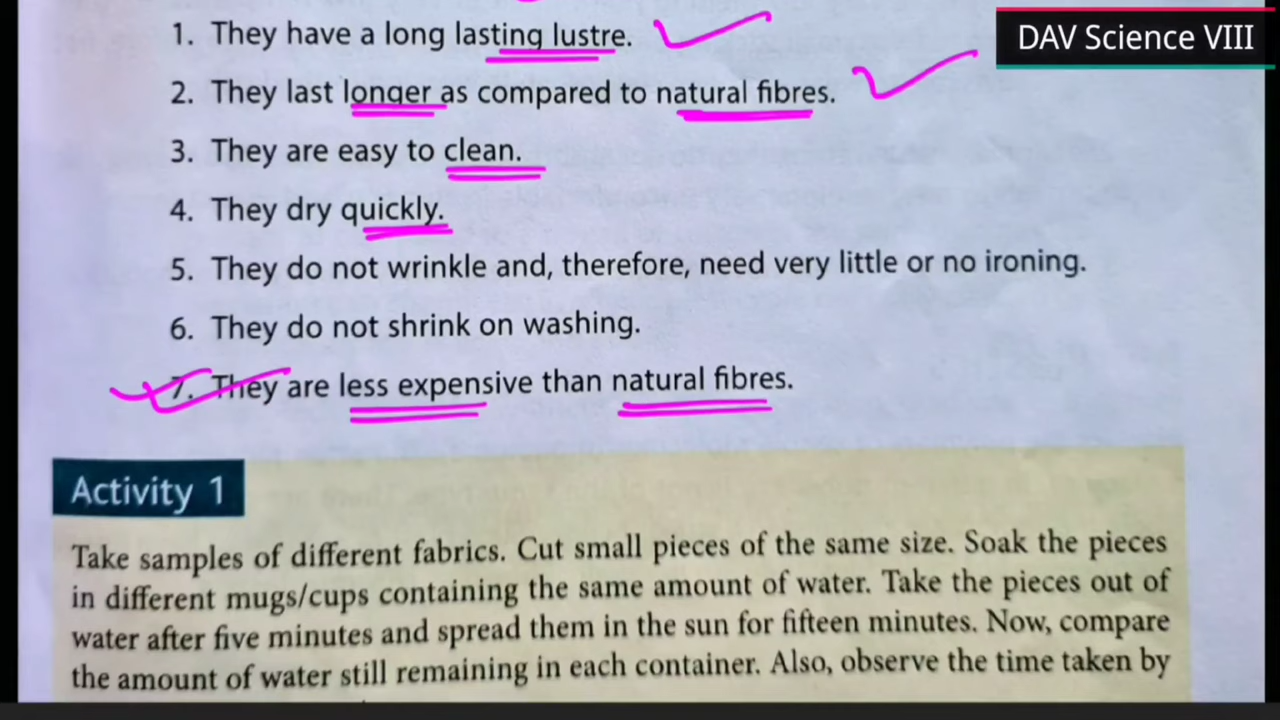 DAV Science VIII
1. They have a long lasting lustre.
2. They last longer as compared to natural fibres.
3. They are easy to clean.
4. They dry quickly.
5. They do not wrinkle and, therefore, need very little or no ironing.
6. They do not shrink on washing.
7. They are less expensive than natural fibres.
Activity 1
Take samples of different fabrics. Cut small pieces of the same size. Soak the pieces
in different mugs/cups containing the same amount of water. Take the pieces out of
water after five minutes and spread them in the sun for fifteen minutes. Now, compare
the amount of water still remaining in each container. Also, observe the time taken by